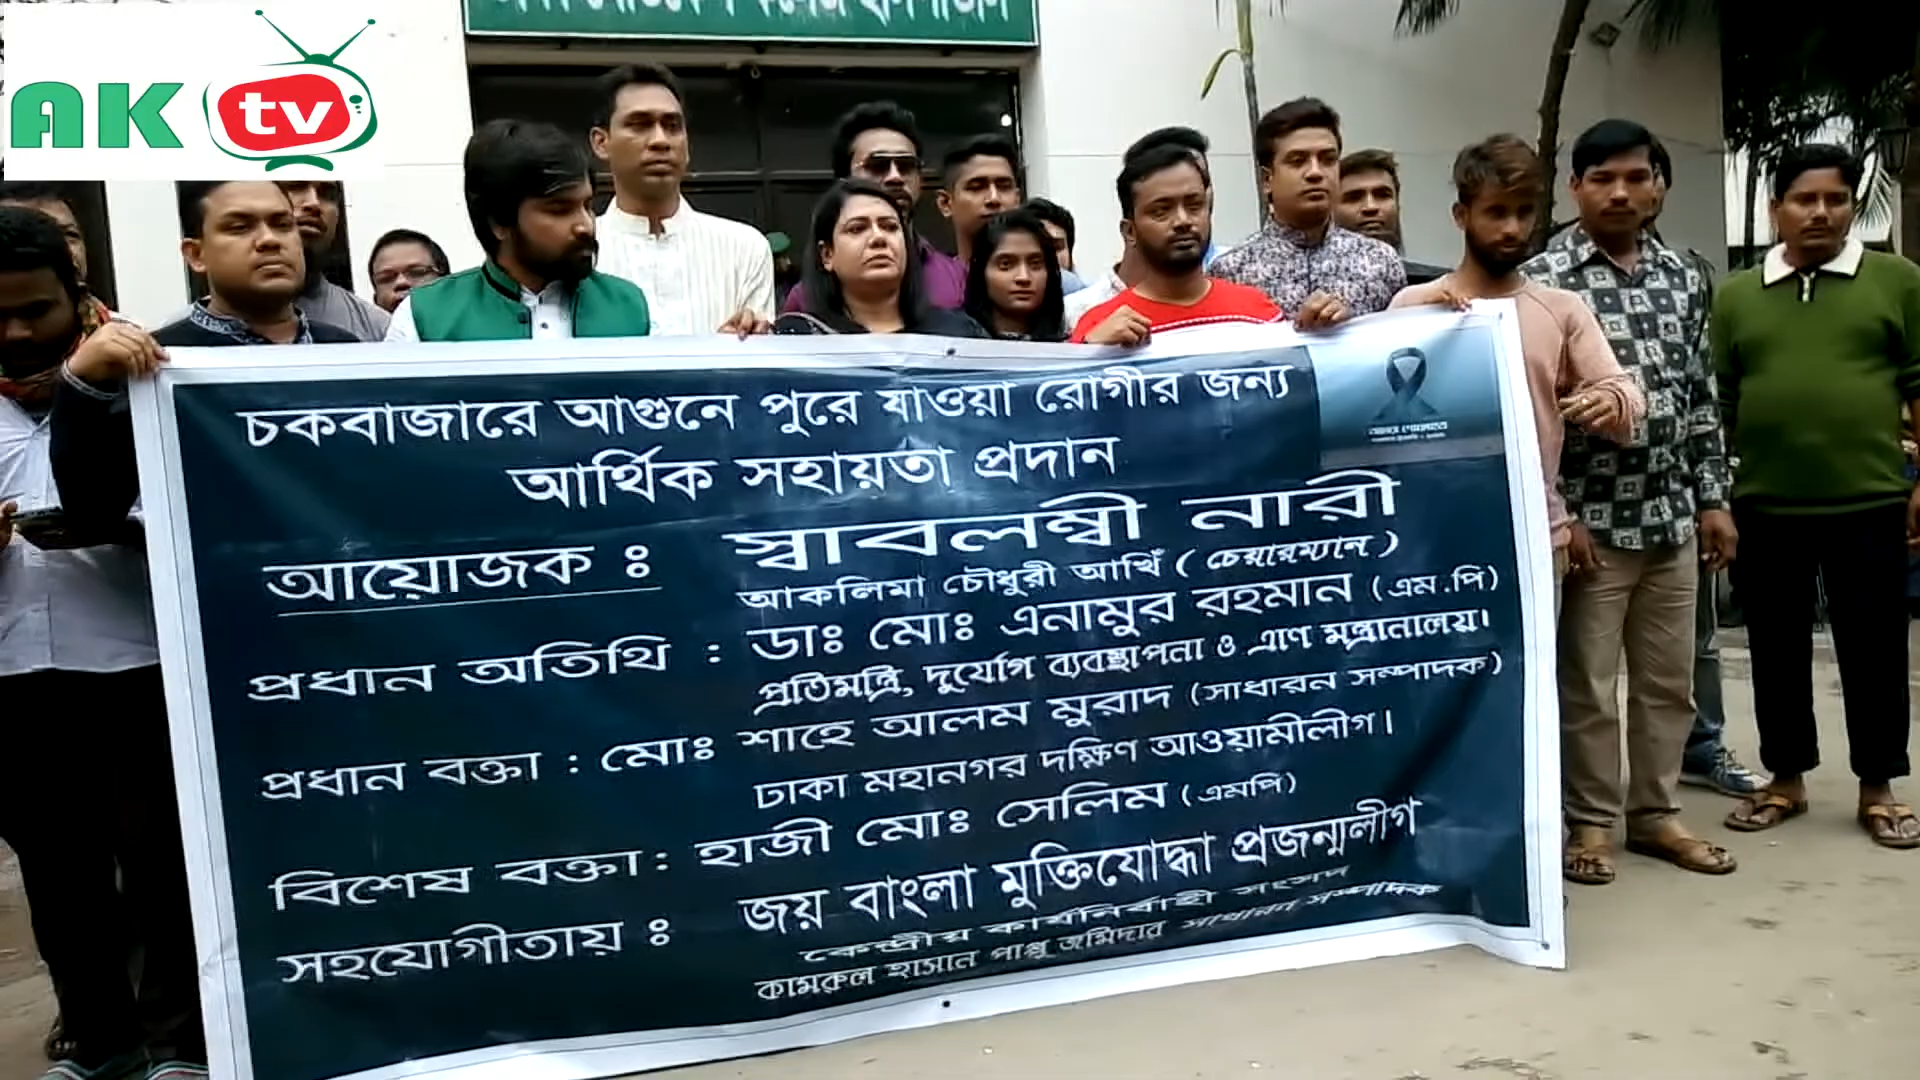 AK tv
চকবাজারে আগুনে পুরে যাওয়া রোগীর জন্য
আর্থিক সহায়তা প্রদান
আয়োজক ঃ স্বাবলম্বী নারী
আকলিমা চৌধুরী আখিঁ ( চেয়ারম্যান )
প্রধান অতিথি : ডাঃ মোঃ এনামুর রহমান (এম.পি)
প্রতিমন্ত্রি, দুর্যোগ ব্যবস্থাপনা ও ত্রাণ মন্ত্রানালয়।
প্রধান বক্তা : মোঃ শাহে আলম মুরাদ (সাধারন সম্পাদক)
ঢাকা মহানগর দক্ষিণ আওয়ামীলীগ।
বিশেষ বক্তা : হাজী মোঃ সেলিম (এমপি)
সহযোগীতায় ঃ জয় বাংলা মুক্তিযোদ্ধা প্রজন্মলীগ
কেন্দ্রীয় কার্যনির্বাহী সংসদ
কামরুল হাসান পাপ্পু জমিদার সাধারন সম্পাদক